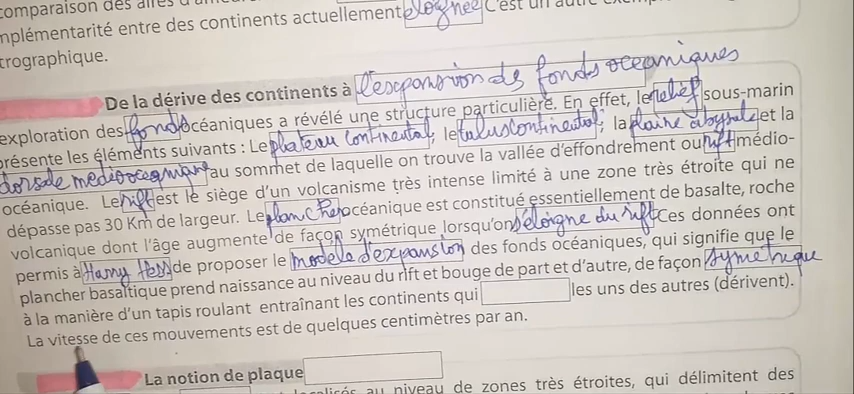 comparaison des aires
mplémentarité entre des continents actuellement éloignée C'est un autre
trographique.
De la dérive des continents à l'expansion des fonds océaniques
exploration des fonds océaniques a révélé une structure particulière. En effet, le relief sous-marin
présente les éléments suivants : Le plateau continental, le talus continental, la plaine abyssale et la
dorsale médiocéanique au sommet de laquelle on trouve la vallée d'effondrement ou rift médio-
océanique. Le rift est le siège d'un volcanisme très intense limité à une zone très étroite qui ne
dépasse pas 30 Km de largeur. Le plancher océanique est constitué essentiellement de basalte, roche
volcanique dont l'âge augmente de façon symétrique lorsqu'on s'éloigne du rift Ces données ont
permis à Harry Hess de proposer le modèle d'expansion des fonds océaniques, qui signifie que le
plancher basaltique prend naissance au niveau du rift et bouge de part et d'autre, de façon symetrique
à la manière d'un tapis roulant entraînant les continents qui les uns des autres (dérivent).
La vitesse de ces mouvements est de quelques centimètres par an.
La notion de plaque
au niveau de zones très étroites, qui délimitent des